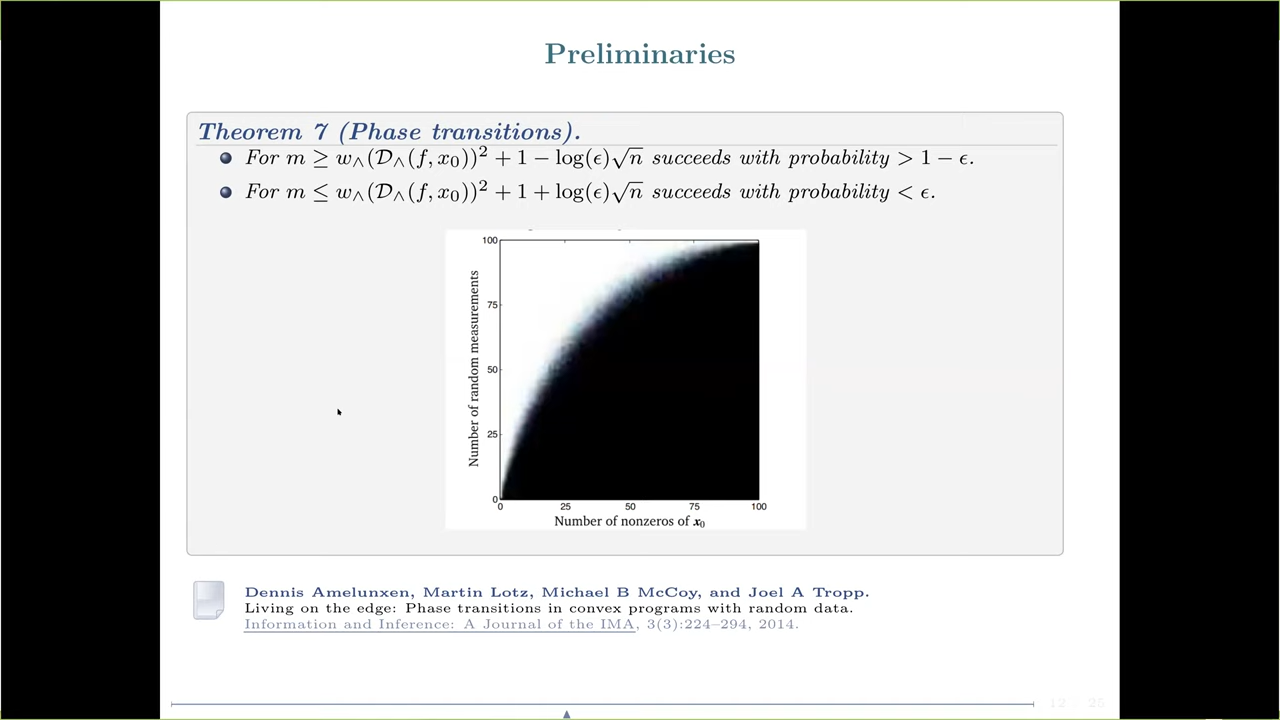 Preliminaries
Theorem 7 (Phase transitions).
For m ≥ w∧(𝒟∧(f, x₀))² + 1 − log(ϵ)√n succeeds with probability > 1 − ϵ.
For m ≤ w∧(𝒟∧(f, x₀))² + 1 + log(ϵ)√n succeeds with probability < ϵ.
100
75
50
25
0
Number of random measurements
0 25 50 75 100
Number of nonzeros of x₀
Dennis Amelunxen, Martin Lotz, Michael B McCoy, and Joel A Tropp.
Living on the edge: Phase transitions in convex programs with random data.
Information and Inference: A Journal of the IMA, 3(3):224–294, 2014.
12 26